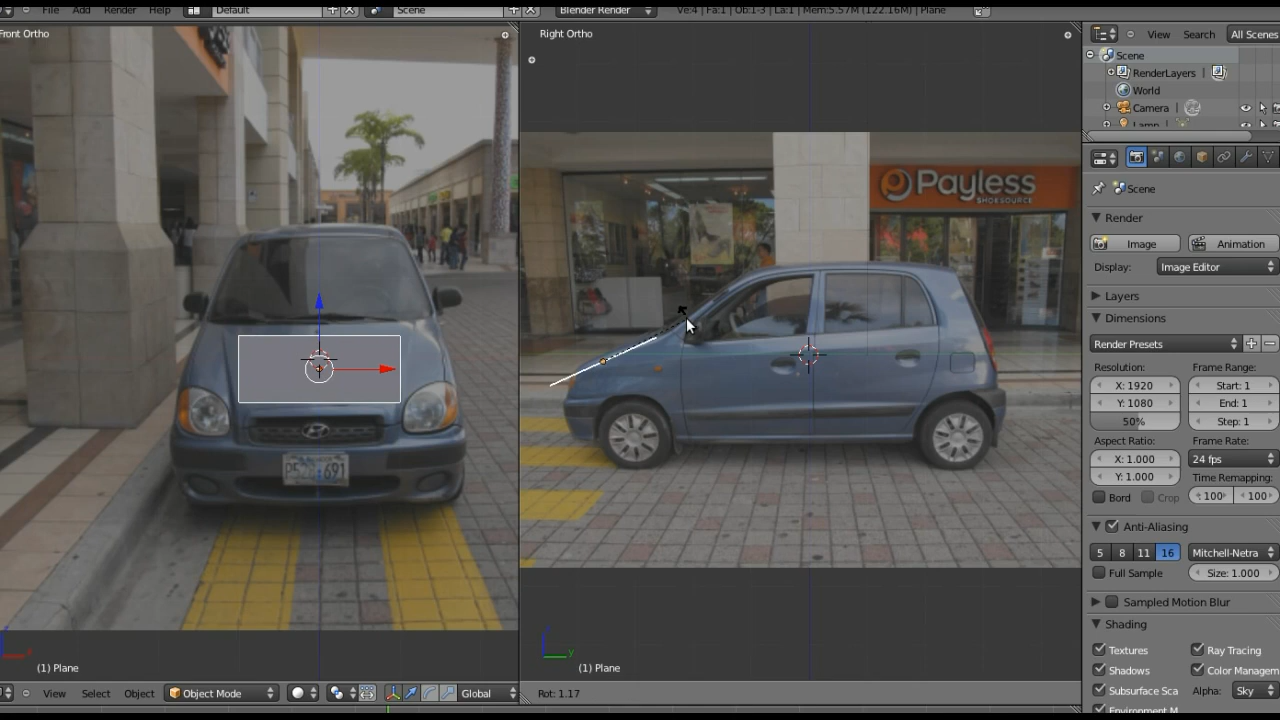 File Add Render Help Default Scene Blender Render Ve:4 | Fa:1 | Ob:1-3 | La:1 | Mem:5.57M (122.16M) | Plane
Front Ortho
Right Ortho
View Search All Scenes
Scene
RenderLayers
World
Camera
Lamp
Payless
SHOESOURCE
Scene
Render
Image Animation
Display: Image Editor
Layers
Dimensions
Render Presets
Resolution: Frame Range:
X: 1920 Start: 1
Y: 1080 End: 1
50% Step: 1
Aspect Ratio: Frame Rate:
X: 1.000 24 fps
Y: 1.000 Time Remapping:
Bord Crop 100 100
Anti-Aliasing
5 8 11 16 Mitchell-Netra
Full Sample Size: 1.000
Sampled Motion Blur
Shading
Textures Ray Tracing
Shadows Color Managem
Subsurface Sca Alpha: Sky
Environment M
(1) Plane
(1) Plane
View Select Object Object Mode Global Rot: 1.17